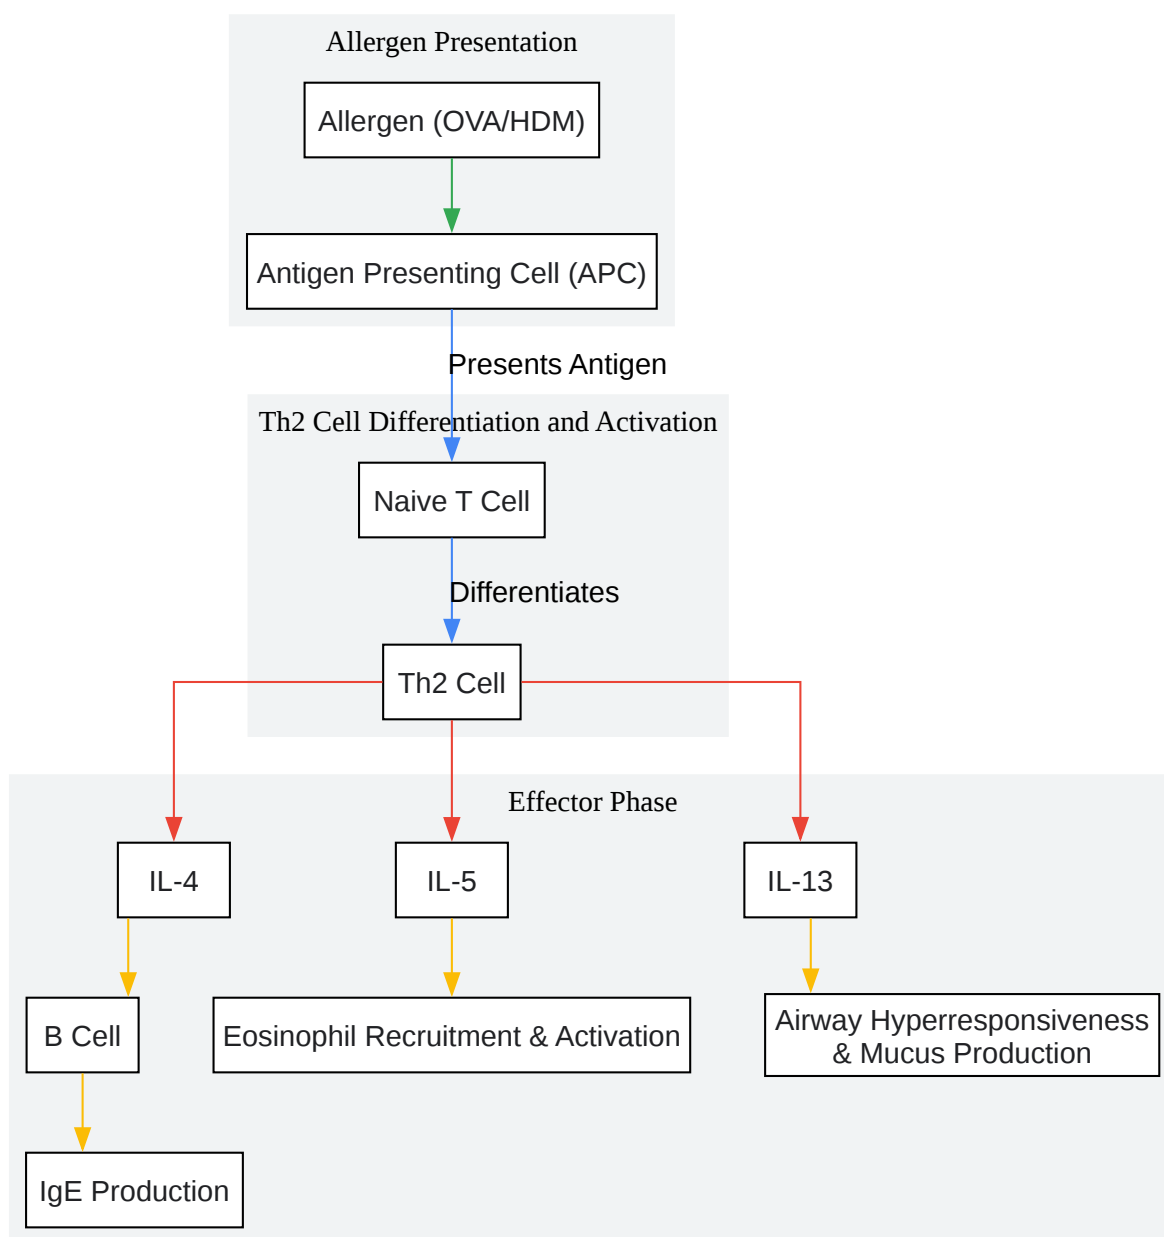 Allergen Presentation
Allergen (OVA/HDM)
Antigen Presenting Cell (APC)
Presents Antigen
Th2 Cell Differentiation and Activation
Naive T Cell
Differentiates
Th2 Cell
Effector Phase
IL-4
IL-5
IL-13
B Cell
Eosinophil Recruitment & Activation
Airway Hyperresponsiveness
& Mucus Production
IgE Production